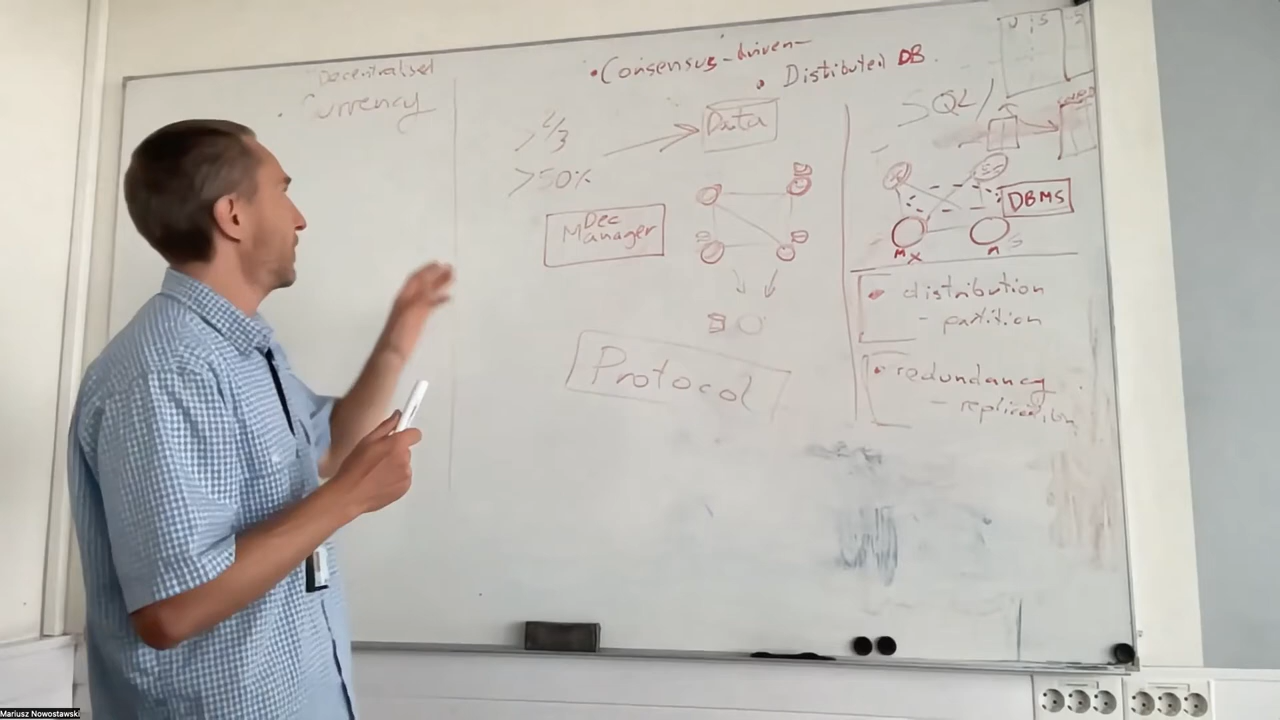 Decentralised
• Currency
• Consensus-driven-
• Distributed DB
> 2/3
> 50%
Data
Dec
Manager
Protocol
SQL/
DBMS
M
X
• distribution
- partition
• redundancy
- replication
Mariusz Nowostawski